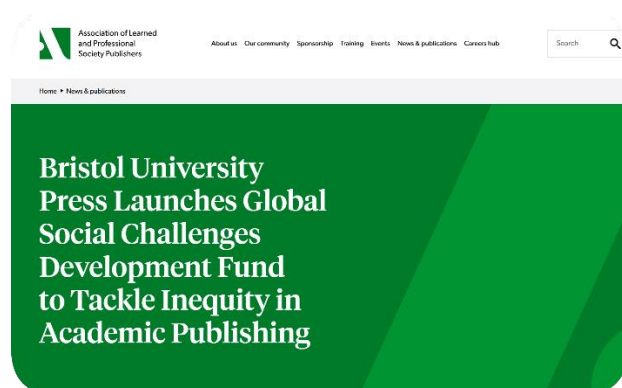 Association of Learned
and Professional
Society Publishers
About us Our community Sponsorship Training Events News & publications Careers hub
Search
Home ▸ News & publications
Bristol University
Press Launches Global
Social Challenges
Development Fund
to Tackle Inequity in
Academic Publishing